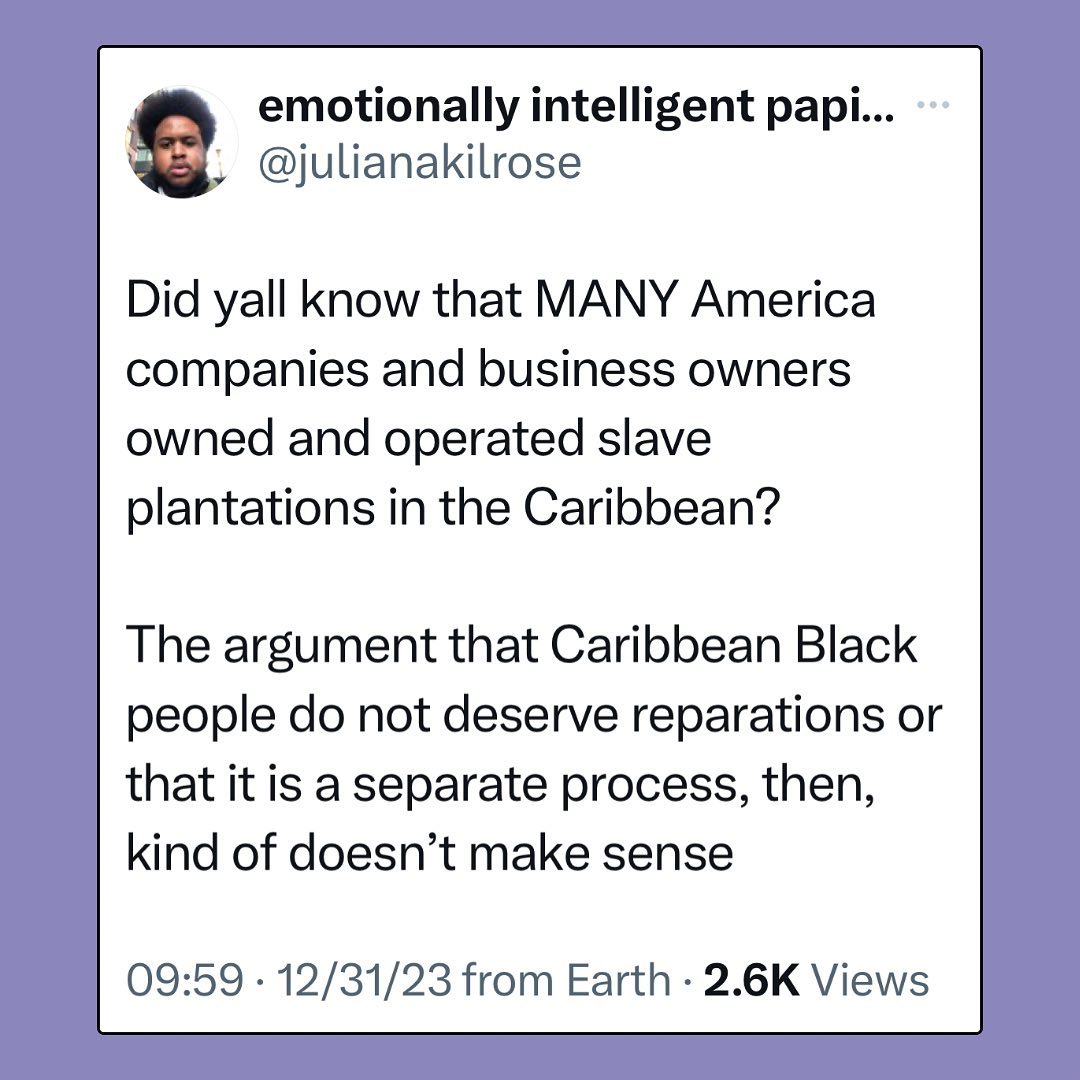 emotionally intelligent papi...
@julianakilrose
Did yall know that MANY America
companies and business owners
owned and operated slave
plantations in the Caribbean?
The argument that Caribbean Black
people do not deserve reparations or
that it is a separate process, then,
kind of doesn’t make sense
09:59 · 12/31/23 from Earth · 2.6K Views